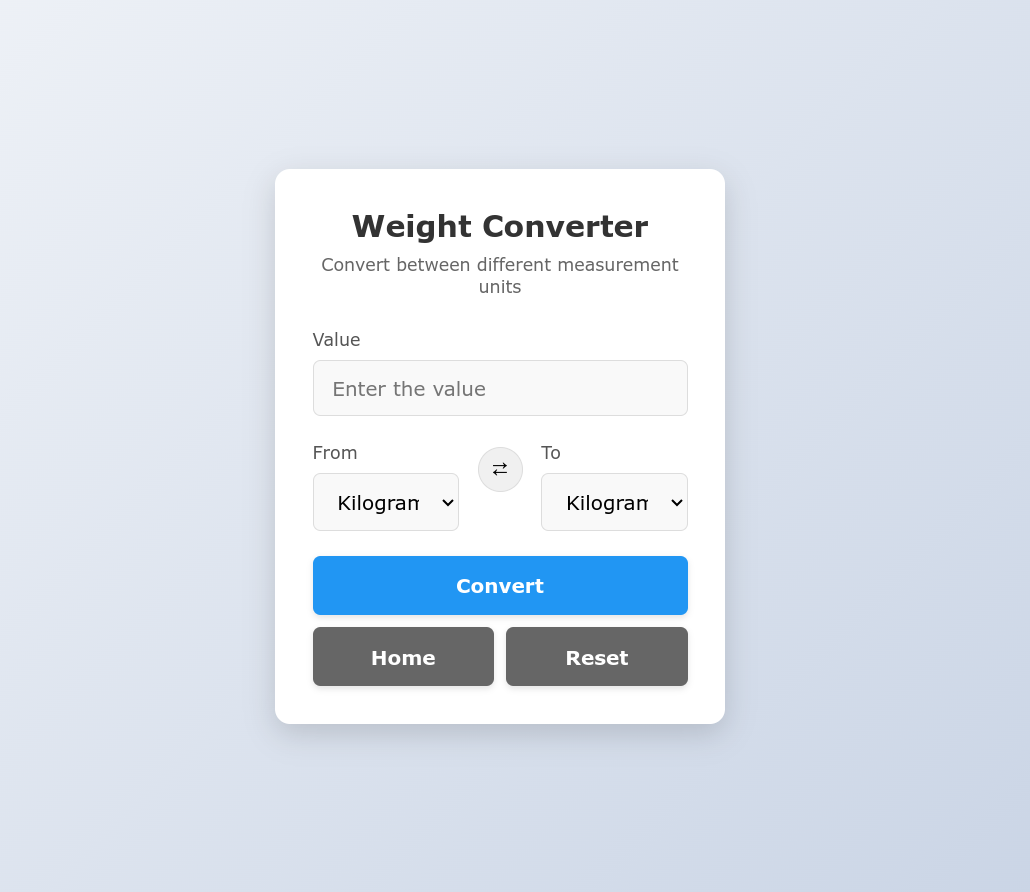 Weight Converter
Convert between different measurement
units
Value
Enter the value
From
⇄
To
Kilogram
Kilogram
Convert
Home
Reset